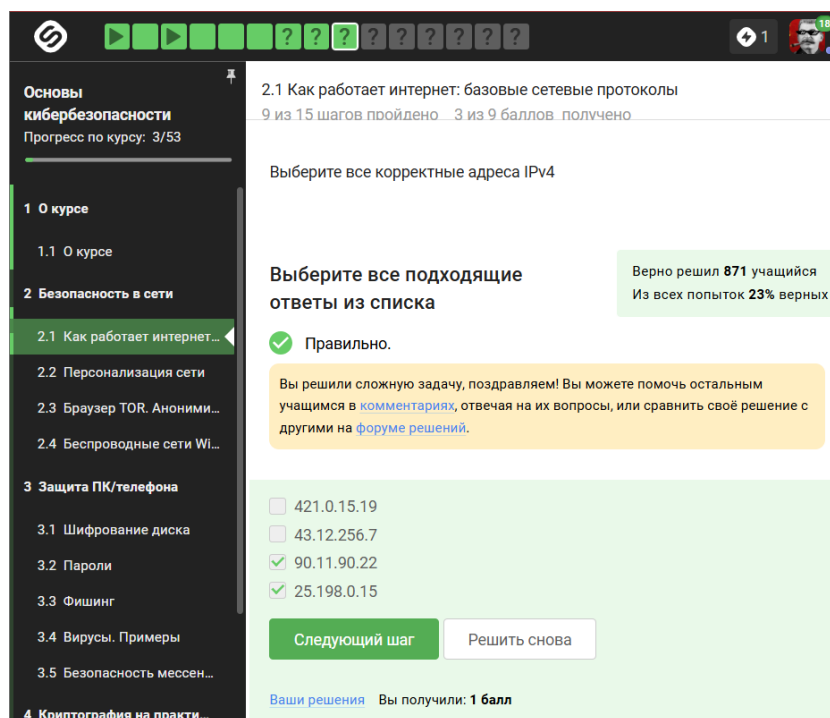 ? ? ? ? ? ? ? ? ?
1
18
Основы
кибербезопасности
Прогресс по курсу: 3/53
1 О курсе
1.1 О курсе
2 Безопасность в сети
2.1 Как работает интернет...
2.2 Персонализация сети
2.3 Браузер TOR. Аноними...
2.4 Беспроводные сети Wi...
3 Защита ПК/телефона
3.1 Шифрование диска
3.2 Пароли
3.3 Фишинг
3.4 Вирусы. Примеры
3.5 Безопасность мессен...
4 Криптография на практи...
2.1 Как работает интернет: базовые сетевые протоколы
9 из 15 шагов пройдено 3 из 9 баллов получено
Выберите все корректные адреса IPv4
Выберите все подходящие
ответы из списка
Верно решил 871 учащийся
Из всех попыток 23% верных
Правильно.
Вы решили сложную задачу, поздравляем! Вы можете помочь остальным
учащимся в комментариях, отвечая на их вопросы, или сравнить своё решение с
другими на форуме решений.
421.0.15.19
43.12.256.7
90.11.90.22
25.198.0.15
Следующий шаг
Решить снова
Ваши решения Вы получили: 1 балл